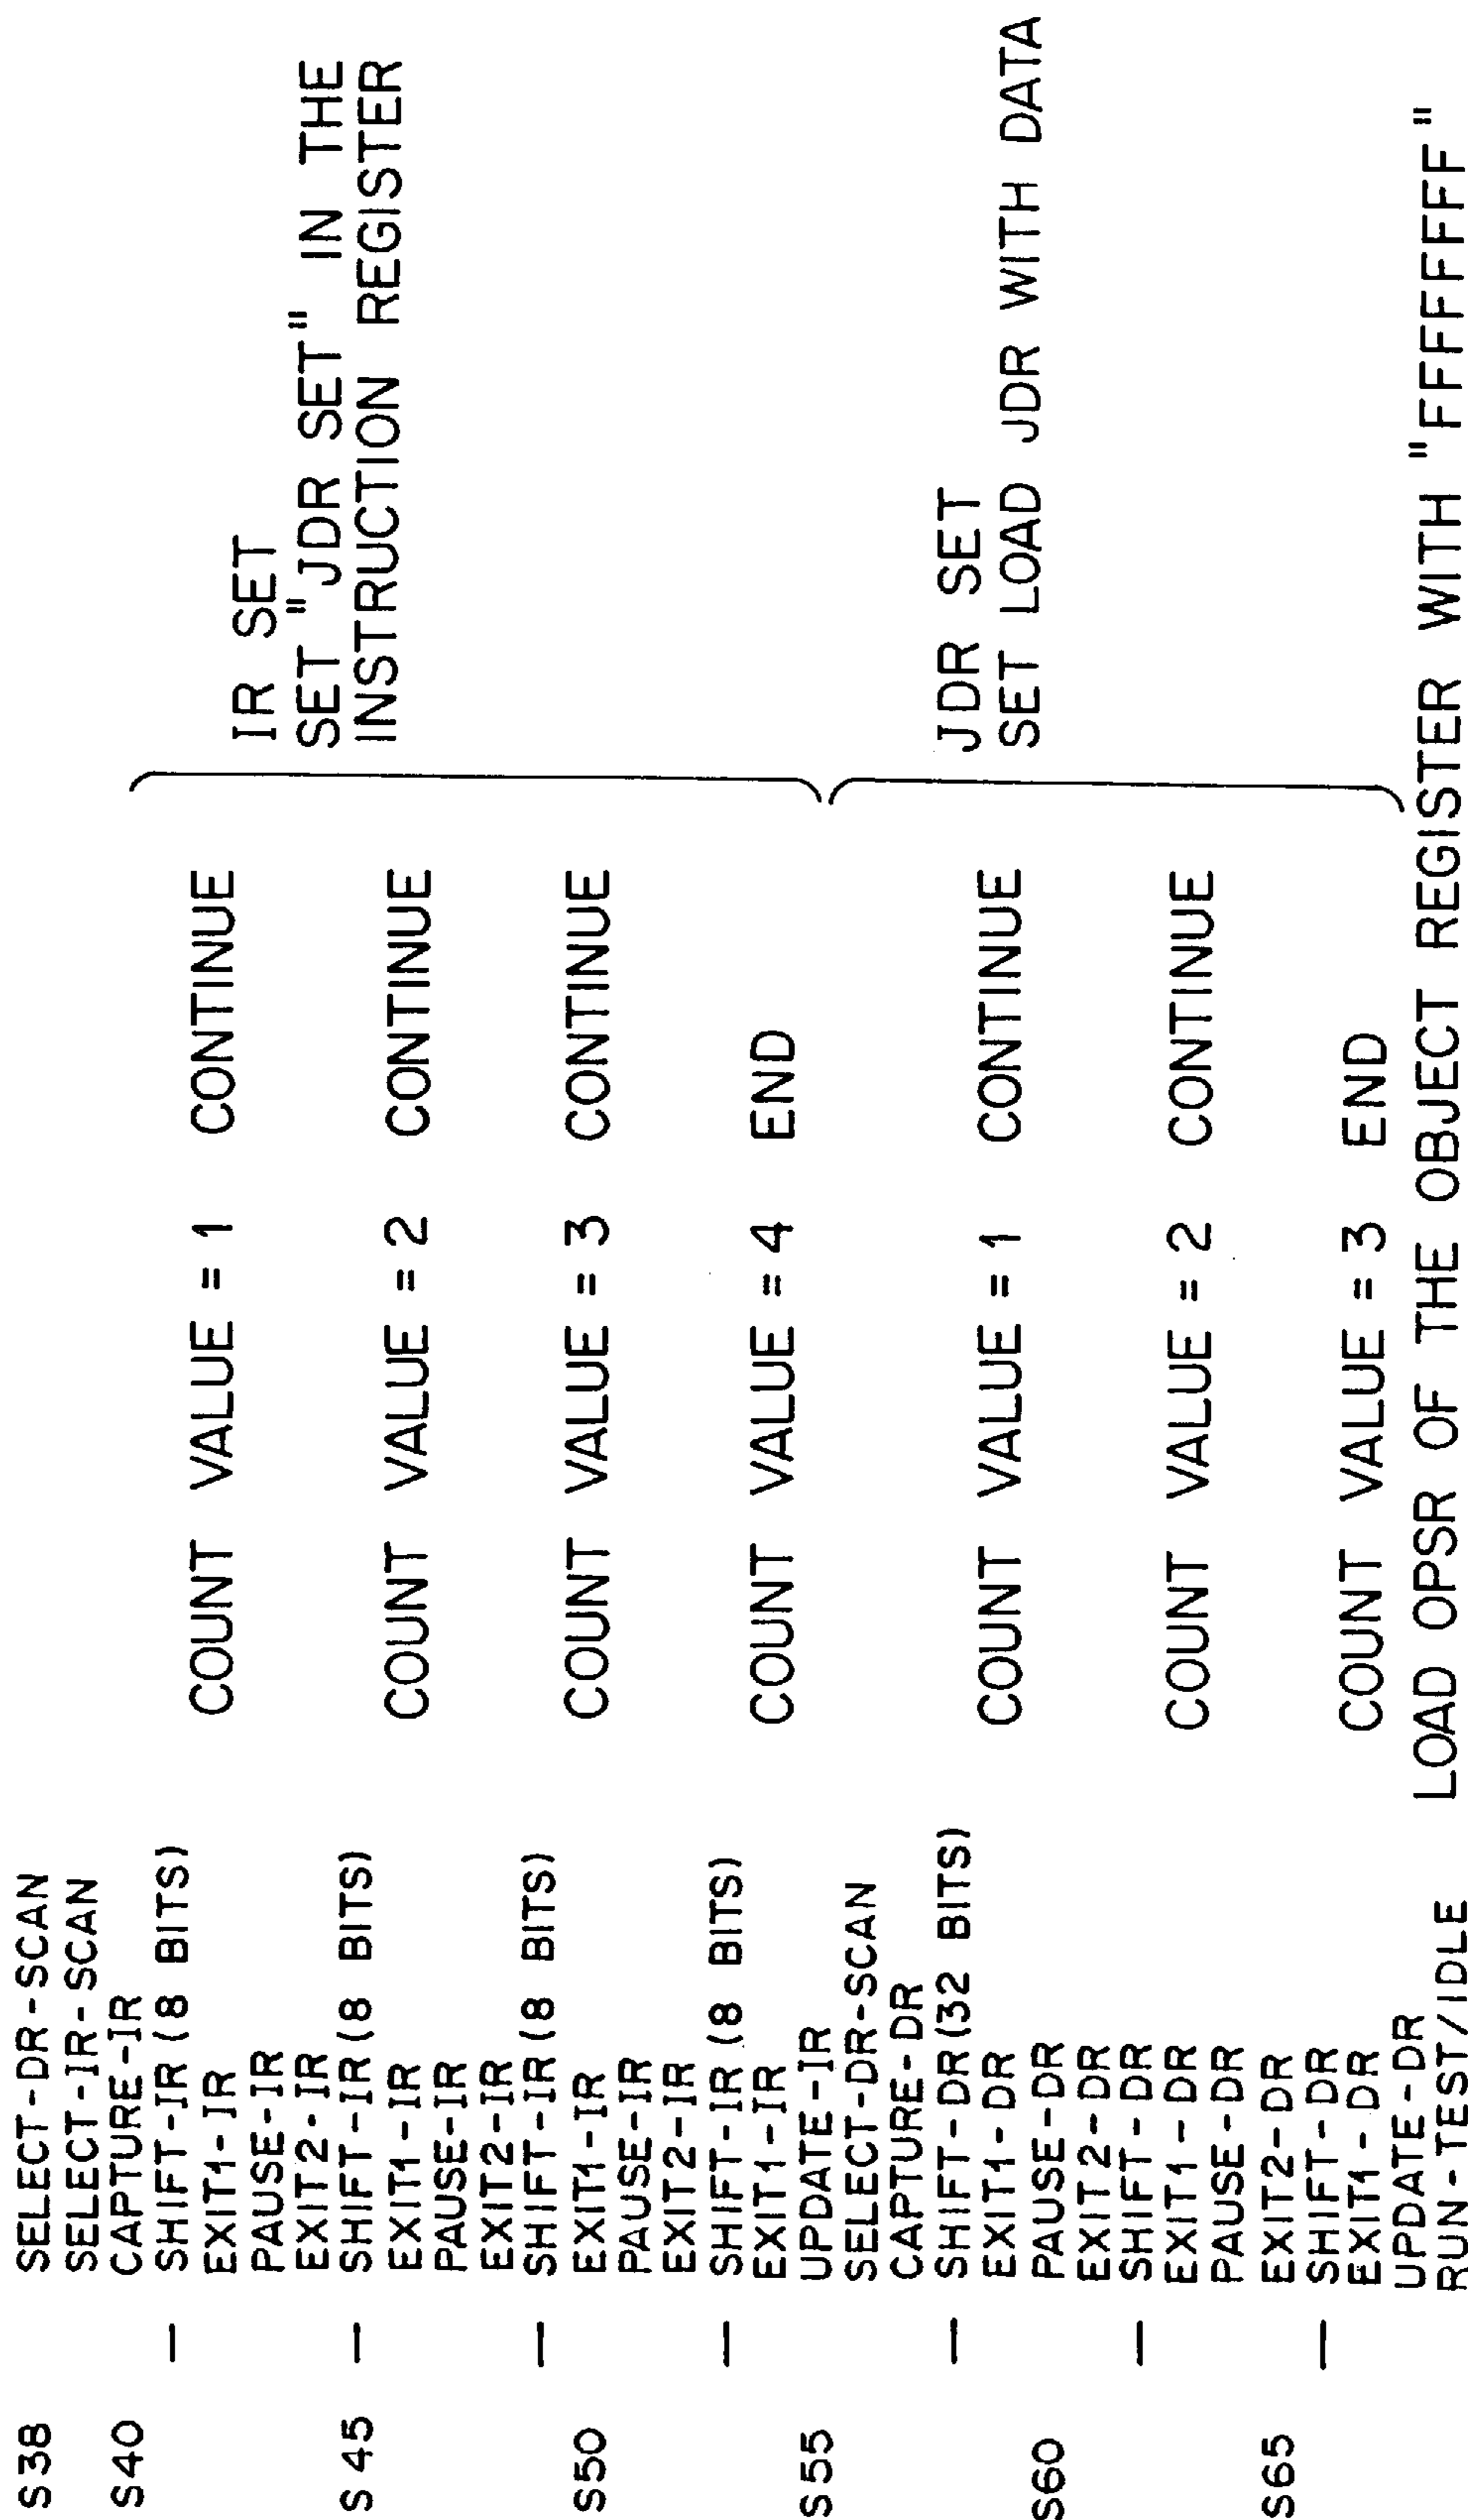 S38 SELECT-DR-SCAN
SELECT-IR-SCAN
S40 CAPTURE-IR
— SHIFT-IR (8 BITS)
COUNT VALUE = 1 CONTINUE
EXIT1-IR
PAUSE-IR
EXIT2-IR
S45 — SHIFT-IR (8 BITS)
COUNT VALUE = 2 CONTINUE
EXIT1-IR
PAUSE-IR
EXIT2-IR
— SHIFT-IR (8 BITS)
COUNT VALUE = 3 CONTINUE
S50 EXIT1-IR
PAUSE-IR
EXIT2-IR
— SHIFT-IR (8 BITS)
COUNT VALUE = 4 END
EXIT1-IR
S55 UPDATE-IR
IR SET
SET "JDR SET" IN THE
INSTRUCTION REGISTER
SELECT-DR-SCAN
CAPTURE-DR
— SHIFT-DR (32 BITS)
COUNT VALUE = 1 CONTINUE
EXIT1-DR
S60 PAUSE-DR
EXIT2-DR
— SHIFT-DR
COUNT VALUE = 2 CONTINUE
EXIT1-DR
PAUSE-DR
S65 EXIT2-DR
— SHIFT-DR
COUNT VALUE = 3 END
EXIT1-DR
JDR SET
SET LOAD JDR WITH DATA
UPDATE-DR LOAD OPSR OF THE OBJECT REGISTER WITH "FFFFFFFF"
RUN-TEST/IDLE